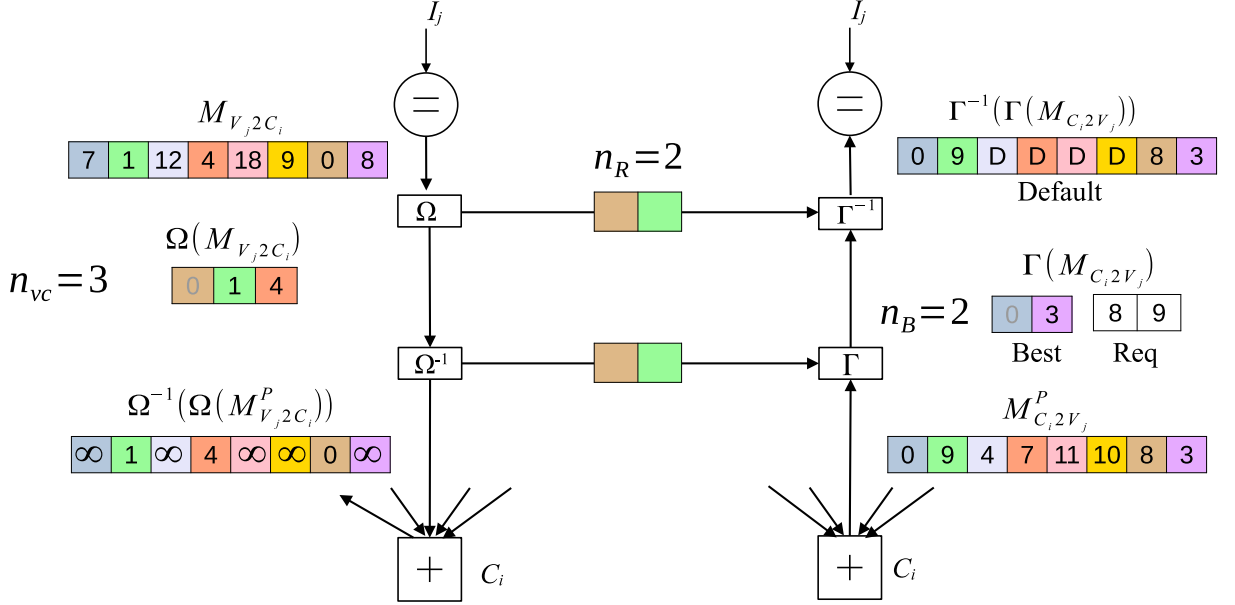 I_j I_j
= =
M_{V_j2C_i}
7 1 12 4 18 9 0 8
n_R=2
Γ^{-1}(Γ(M_{C_i2V_j}))
0 9 D D D D 8 3
Default
Ω Γ^{-1}
Ω(M_{V_j2C_i})
n_{vc}=3
0 1 4
Γ(M_{C_i2V_j})
n_B=2
0 3 8 9
Best Req
Ω^{-1} Γ
Ω^{-1}(Ω(M^P_{V_j2C_i}))
∞ 1 ∞ 4 ∞ ∞ 0 ∞
M^P_{C_i2V_j}
0 9 4 7 11 10 8 3
+ C_i + C_i